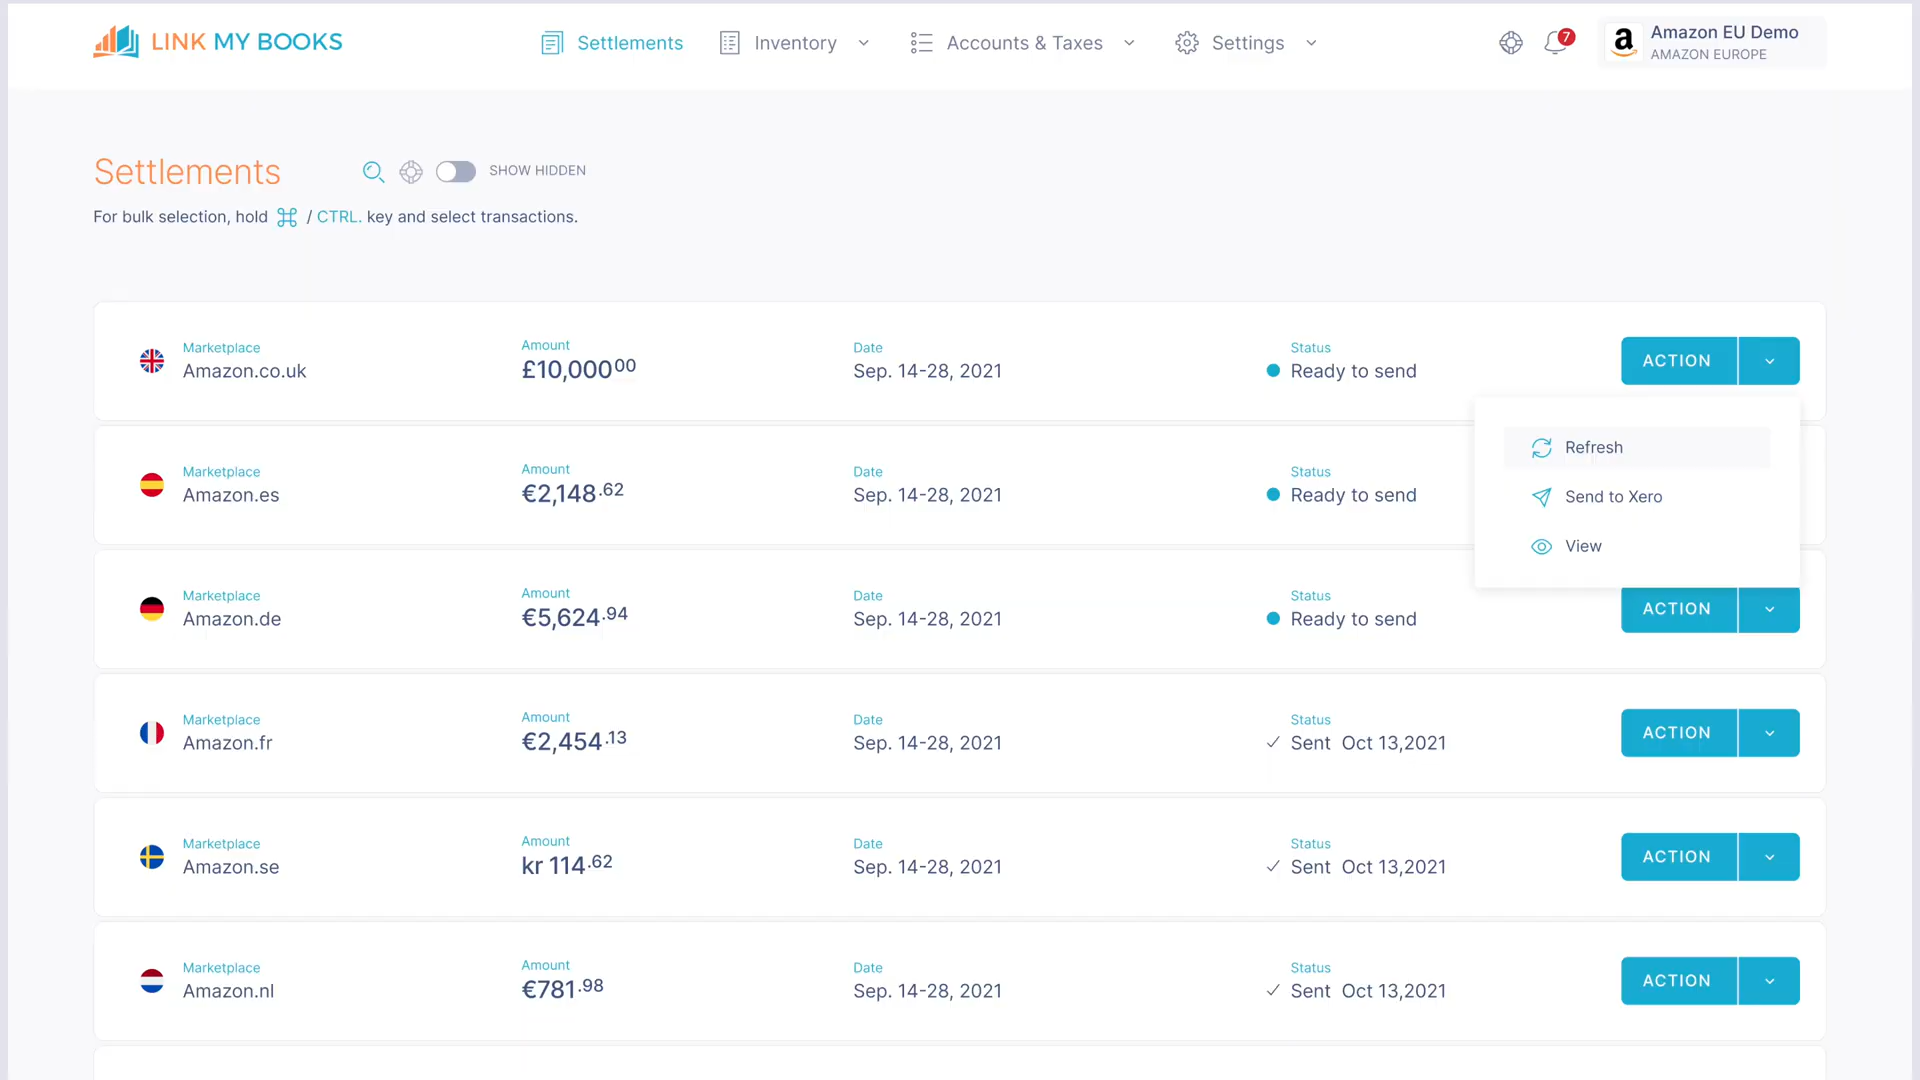 LINK MY BOOKS
Settlements
Inventory
Accounts & Taxes
Settings
7
a
Amazon EU Demo
AMAZON EUROPE
Settlements
SHOW HIDDEN
For bulk selection, hold ⌘ / CTRL. key and select transactions.
Marketplace Amount Date Status
Amazon.co.uk £10,000 00 Sep. 14-28, 2021 Ready to send ACTION
Refresh
Send to Xero
View
Marketplace Amount Date Status
Amazon.es €2,148 .62 Sep. 14-28, 2021 Ready to send
Marketplace Amount Date Status
Amazon.de €5,624 .94 Sep. 14-28, 2021 Ready to send ACTION
Marketplace Amount Date Status
Amazon.fr €2,454 .13 Sep. 14-28, 2021 Sent Oct 13,2021 ACTION
Marketplace Amount Date Status
Amazon.se kr 114 .62 Sep. 14-28, 2021 Sent Oct 13,2021 ACTION
Marketplace Amount Date Status
Amazon.nl €781 .98 Sep. 14-28, 2021 Sent Oct 13,2021 ACTION